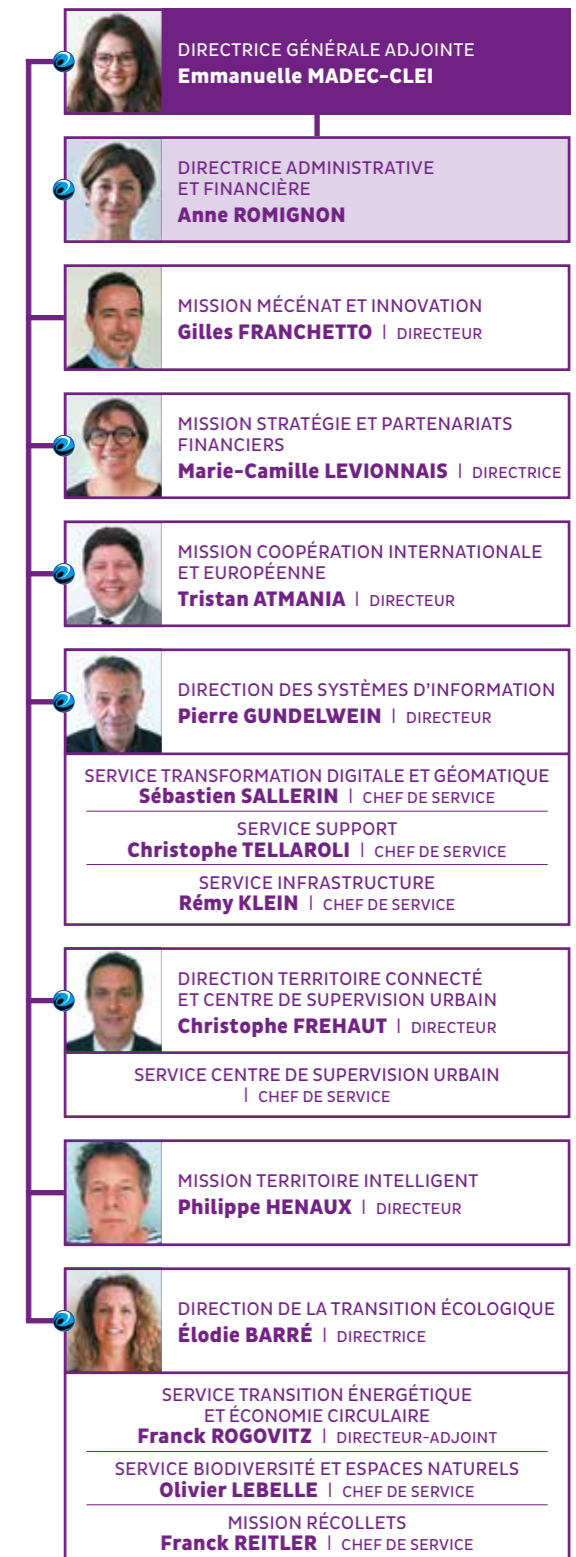 DIRECTRICE GÉNÉRALE ADJOINTE
Emmanuelle MADEC-CLEI
DIRECTRICE ADMINISTRATIVE
ET FINANCIÈRE
Anne ROMIGNON
MISSION MÉCÉNAT ET INNOVATION
Gilles FRANCHETTO | DIRECTEUR
MISSION STRATÉGIE ET PARTENARIATS
FINANCIERS
Marie-Camille LEVIONNAIS | DIRECTRICE
MISSION COOPÉRATION INTERNATIONALE
ET EUROPÉENNE
Tristan ATMANIA | DIRECTEUR
DIRECTION DES SYSTÈMES D'INFORMATION
Pierre GUNDELWEIN | DIRECTEUR
SERVICE TRANSFORMATION DIGITALE ET GÉOMATIQUE
Sébastien SALLERIN | CHEF DE SERVICE
SERVICE SUPPORT
Christophe TELLAROLI | CHEF DE SERVICE
SERVICE INFRASTRUCTURE
Rémy KLEIN | CHEF DE SERVICE
DIRECTION TERRITOIRE CONNECTÉ
ET CENTRE DE SUPERVISION URBAIN
Christophe FREHAUT | DIRECTEUR
SERVICE CENTRE DE SUPERVISION URBAIN
| CHEF DE SERVICE
MISSION TERRITOIRE INTELLIGENT
Philippe HENAUX | DIRECTEUR
DIRECTION DE LA TRANSITION ÉCOLOGIQUE
Élodie BARRÉ | DIRECTRICE
SERVICE TRANSITION ÉNERGÉTIQUE
ET ÉCONOMIE CIRCULAIRE
Franck ROGOVITZ | DIRECTEUR-ADJOINT
SERVICE BIODIVERSITÉ ET ESPACES NATURELS
Olivier LEBELLE | CHEF DE SERVICE
MISSION RÉCOLLETS
Franck REITLER | CHEF DE SERVICE